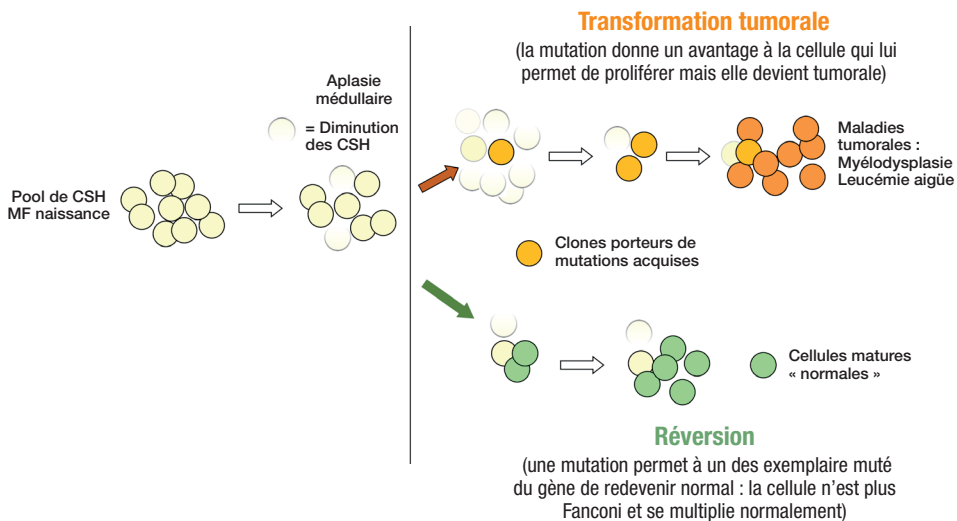 Transformation tumorale
(la mutation donne un avantage à la cellule qui lui
permet de proliférer mais elle devient tumorale)
Aplasie
médullaire
= Diminution
des CSH
Pool de CSH
MF naissance
Maladies
tumorales :
Myélodysplasie
Leucémie aigüe
Clones porteurs de
mutations acquises
Cellules matures
« normales »
Réversion
(une mutation permet à un des exemplaire muté
du gène de redevenir normal : la cellule n’est plus
Fanconi et se multiplie normalement)